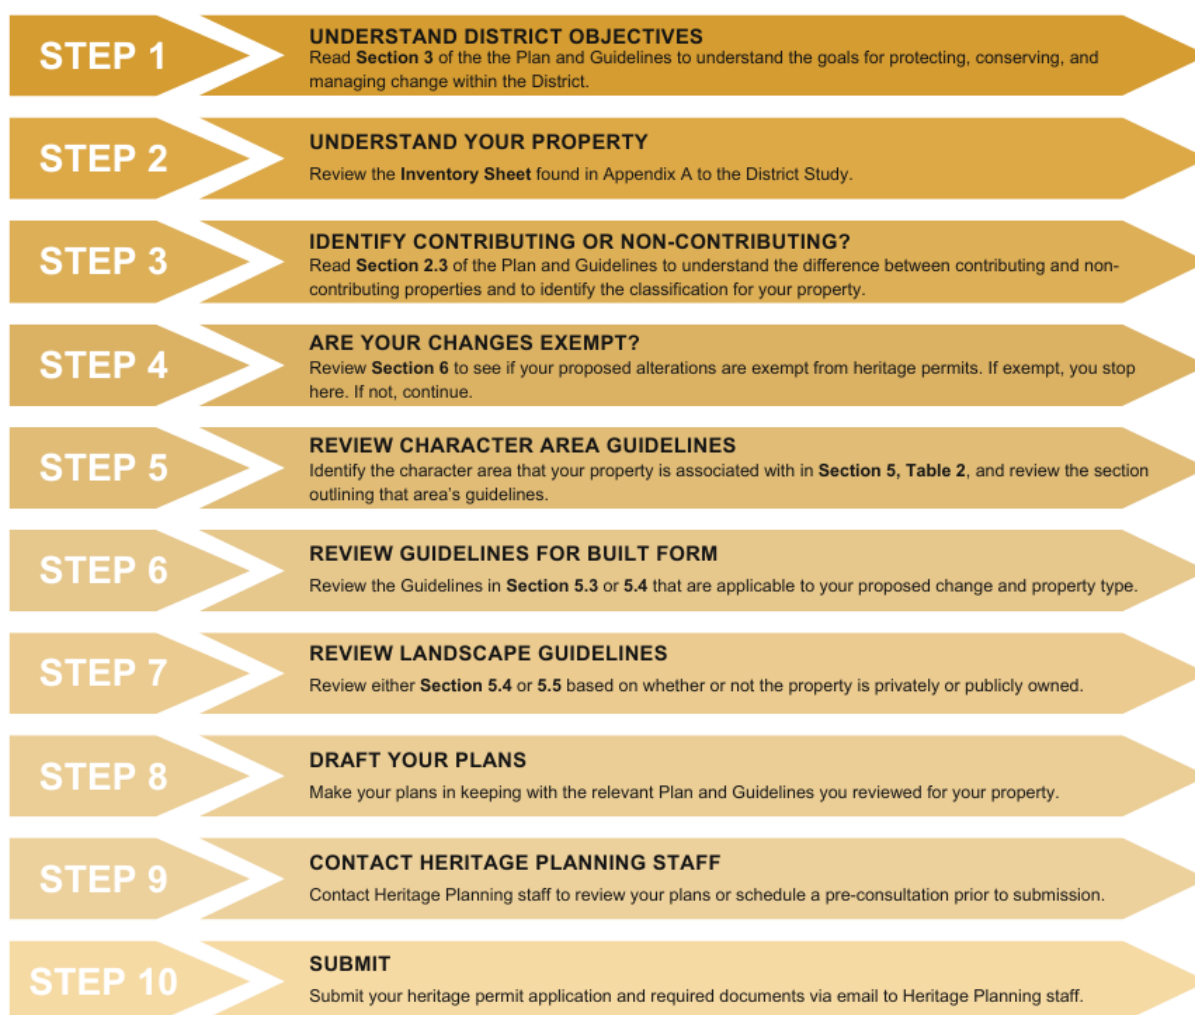 STEP 1
UNDERSTAND DISTRICT OBJECTIVES
Read Section 3 of the the Plan and Guidelines to understand the goals for protecting, conserving, and
managing change within the District.
STEP 2
UNDERSTAND YOUR PROPERTY
Review the Inventory Sheet found in Appendix A to the District Study.
STEP 3
IDENTIFY CONTRIBUTING OR NON-CONTRIBUTING?
Read Section 2.3 of the Plan and Guidelines to understand the difference between contributing and non-
contributing properties and to identify the classification for your property.
STEP 4
ARE YOUR CHANGES EXEMPT?
Review Section 6 to see if your proposed alterations are exempt from heritage permits. If exempt, you stop
here. If not, continue.
STEP 5
REVIEW CHARACTER AREA GUIDELINES
Identify the character area that your property is associated with in Section 5, Table 2, and review the section
outlining that area's guidelines.
STEP 6
REVIEW GUIDELINES FOR BUILT FORM
Review the Guidelines in Section 5.3 or 5.4 that are applicable to your proposed change and property type.
STEP 7
REVIEW LANDSCAPE GUIDELINES
Review either Section 5.4 or 5.5 based on whether or not the property is privately or publicly owned.
STEP 8
DRAFT YOUR PLANS
Make your plans in keeping with the relevant Plan and Guidelines you reviewed for your property.
STEP 9
CONTACT HERITAGE PLANNING STAFF
Contact Heritage Planning staff to review your plans or schedule a pre-consultation prior to submission.
STEP 10
SUBMIT
Submit your heritage permit application and required documents via email to Heritage Planning staff.